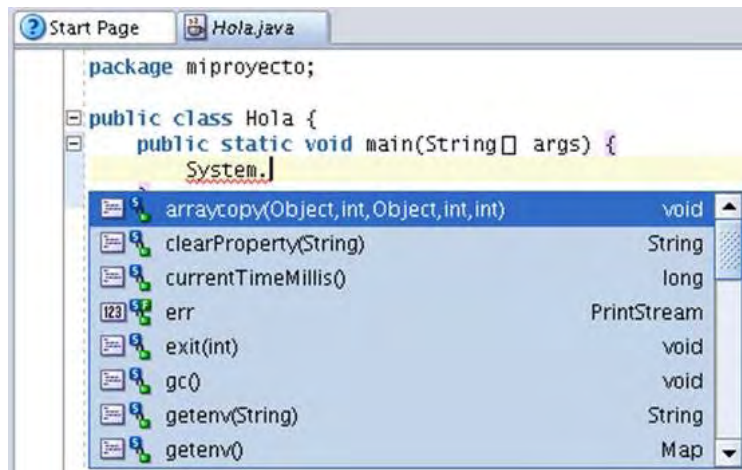 Start Page Hola.java
package miproyecto;
public class Hola {
public static void main(String[] args) {
System.
}
arraycopy(Object,int,Object,int,int) void
clearProperty(String) String
currentTimeMillis() long
123 err PrintStream
exit(int) void
gc() void
getenv(String) String
getenv() Map